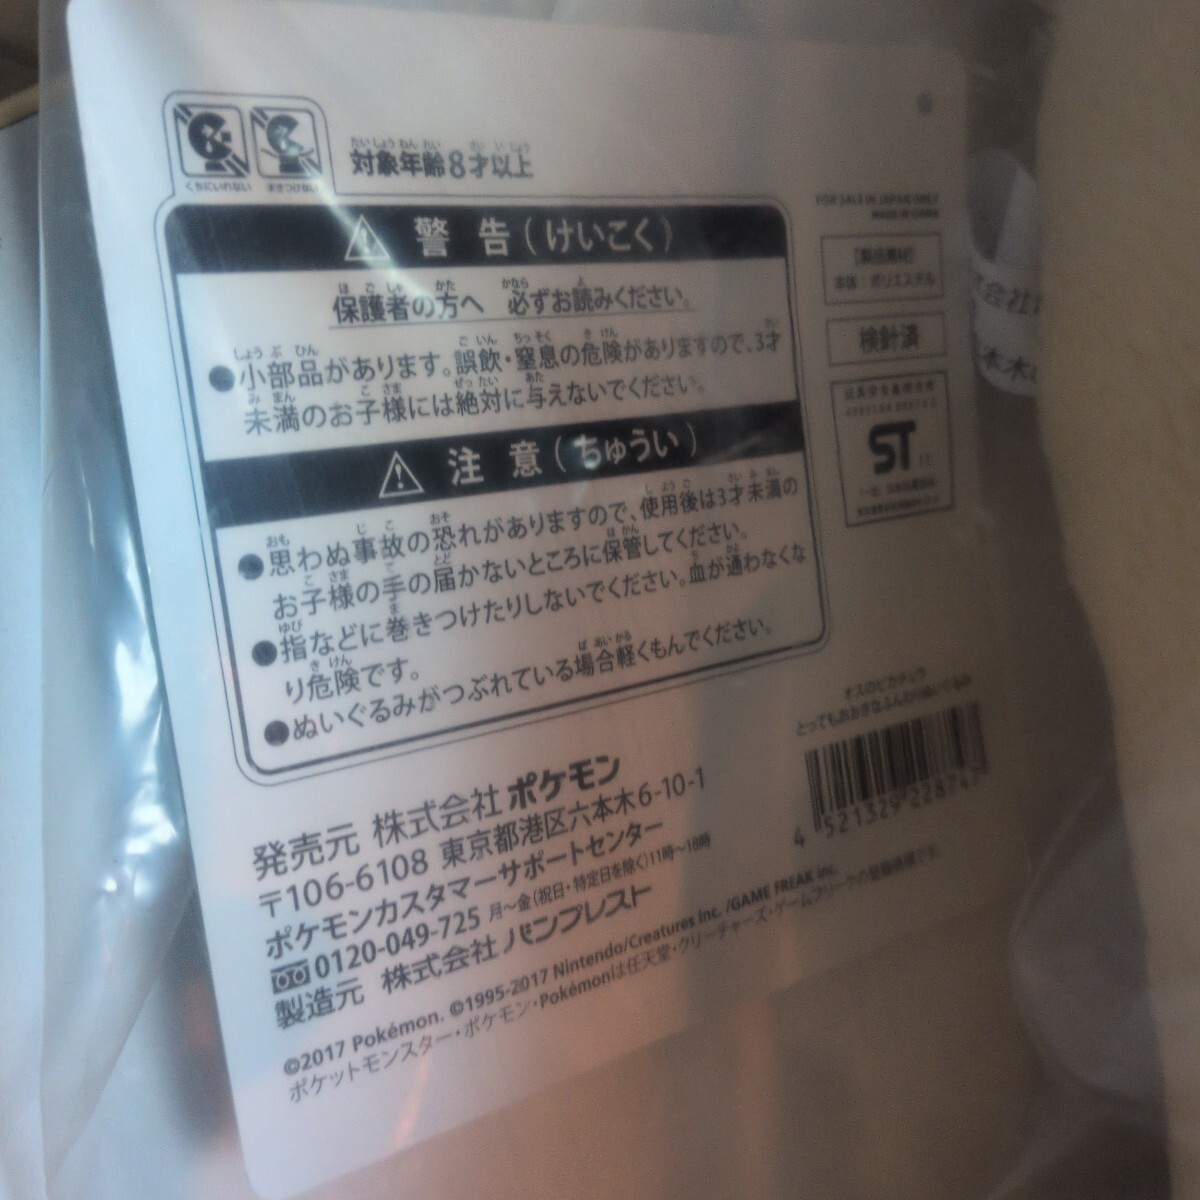 くちにいれない
まきつけない
対象年齢8才以上
警告(けいこく)
保護者の方へ 必ずお読みください。
●小部品があります。誤飲・窒息の危険がありますので、3才
未満のお子様には絶対に与えないでください。
注意(ちゅうい)
●思わぬ事故の恐れがありますので、使用後は3才未満の
お子様の手の届かないところに保管してください。
●指などに巻きつけたりしないでください。血が通わなくな
り危険です。
●ぬいぐるみがつぶれている場合軽くもんでください。
FOR SALE IN JAPAN ONLY
MADE IN CHINA
[製品素材]
本体:ポリエステル
検針済
ST
オスのピカチュウ
とってもおおきなふんわりぬいぐるみ
4 521329 228747
発売元 株式会社 ポケモン
〒106-6108 東京都港区六本木6-10-1
ポケモンカスタマーサポートセンター
0120-049-725 月～金(祝日・特定日を除く)11時～18時
製造元 株式会社 バンプレスト
©2017 Pokémon. ©1995-2017 Nintendo/Creatures Inc. /GAME FREAK inc.
ポケットモンスター・ポケモン・Pokémonは任天堂・クリーチャーズ・ゲームフリークの登録商標です。